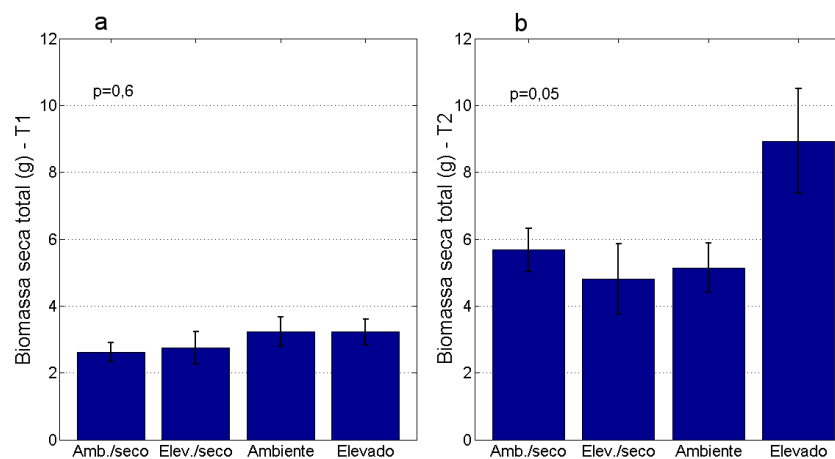 a
12
10
8
6
4
2
0
p=0,6
Biomassa seca total (g) - T1
Amb./seco Elev./seco Ambiente Elevado
b
12
10
8
6
4
2
0
p=0,05
Biomassa seca total (g) - T2
Amb./seco Elev./seco Ambiente Elevado